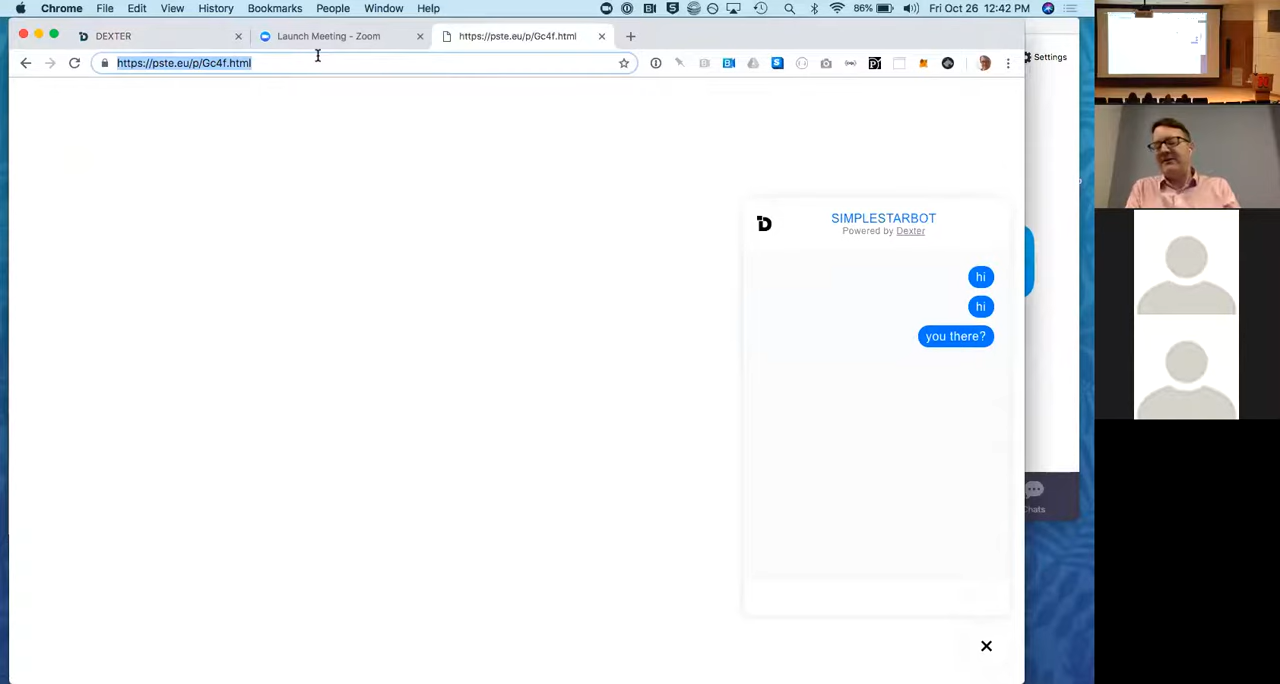 Chrome File Edit View History Bookmarks People Window Help 86% Fri Oct 26 12:42 PM
DEXTER Launch Meeting - Zoom https://pste.eu/p/Gc4f.html
https://pste.eu/p/Gc4f.html
Settings
SIMPLESTARBOT
Powered by Dexter
hi
hi
you there?
Chats